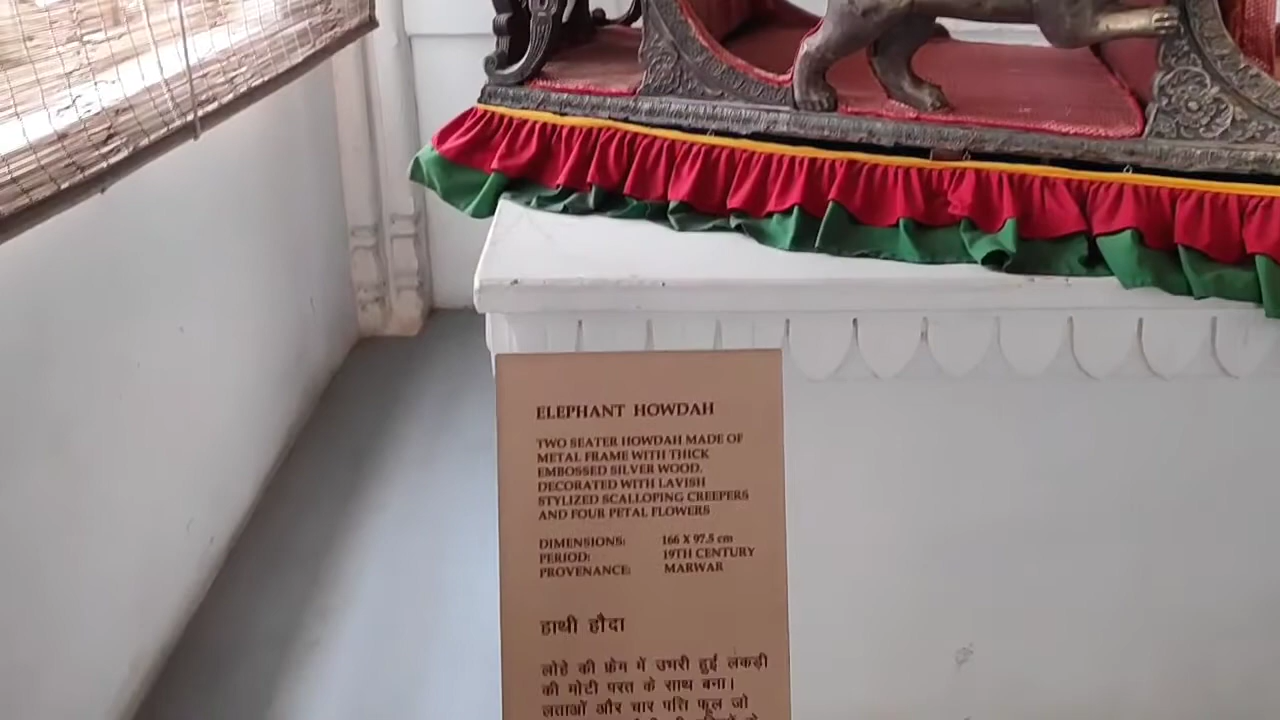 ELEPHANT HOWDAH
TWO SEATER HOWDAH MADE OF
METAL FRAME WITH THICK
EMBOSSED SILVER WOOD.
DECORATED WITH LAVISH
STYLIZED SCALLOPING CREEPERS
AND FOUR PETAL FLOWERS
DIMENSIONS: 166 X 97.5 cm
PERIOD: 19TH CENTURY
PROVENANCE: MARWAR
हाथी हौदा
लोहे की फ्रेम में उभरी हुई लकड़ी
की मोटी परत के साथ बना।
लताओं और चार पत्ति फूल जो